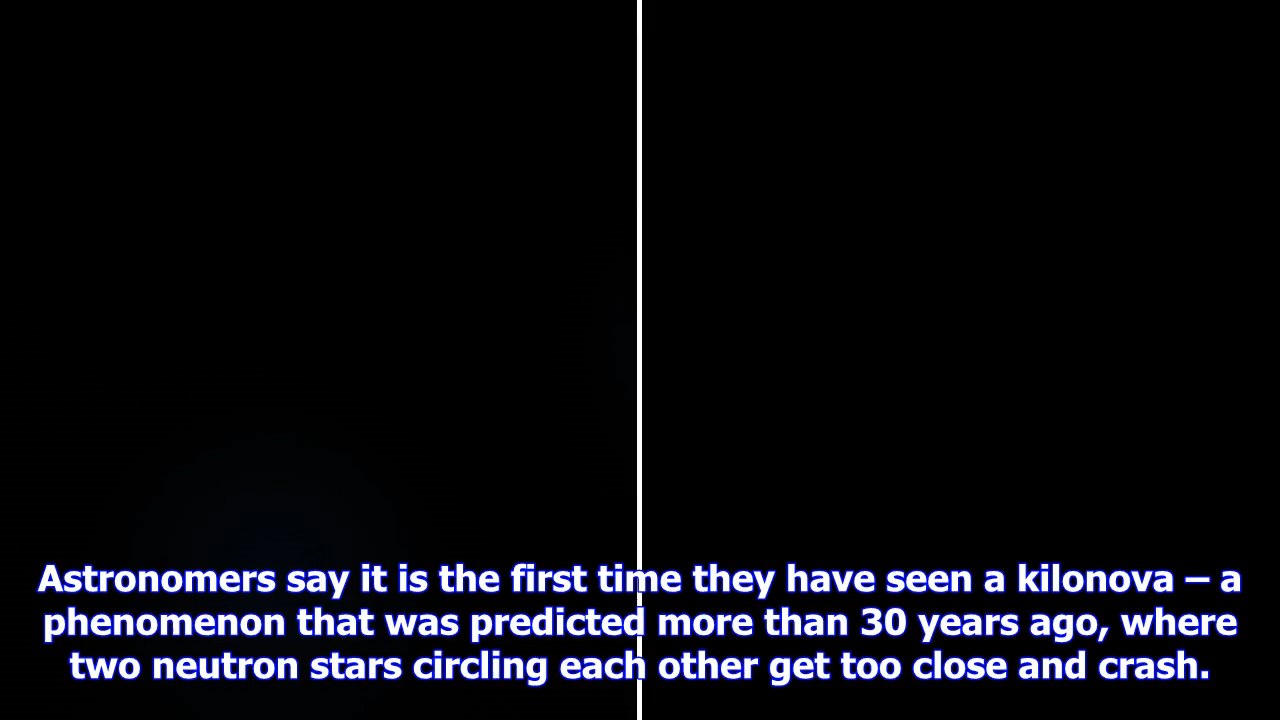 Astronomers say it is the first time they have seen a kilonova – a
phenomenon that was predicted more than 30 years ago, where
two neutron stars circling each other get too close and crash.